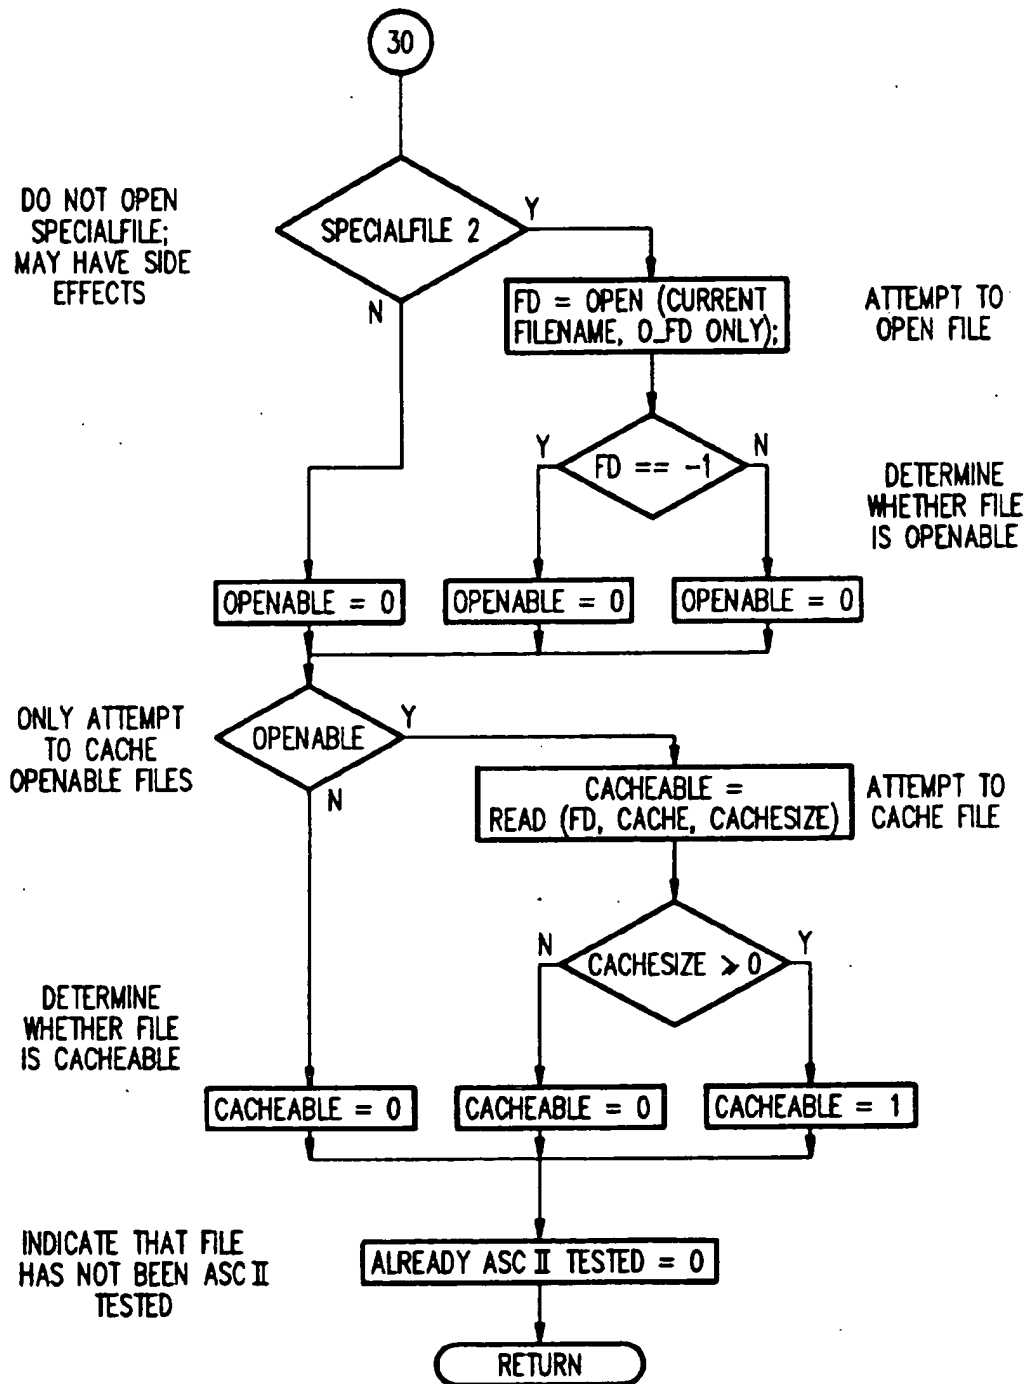 30
DO NOT OPEN
SPECIALFILE;
MAY HAVE SIDE
EFFECTS
SPECIALFILE 2
Y
N
FD = OPEN (CURRENT
FILENAME, O_FD ONLY);
ATTEMPT TO
OPEN FILE
Y
FD == -1
N
DETERMINE
WHETHER FILE
IS OPENABLE
OPENABLE = 0
OPENABLE = 0
OPENABLE = 0
ONLY ATTEMPT
TO CACHE
OPENABLE FILES
OPENABLE
Y
N
CACHEABLE =
READ (FD, CACHE, CACHESIZE)
ATTEMPT TO
CACHE FILE
N
CACHESIZE ⩾ 0
Y
DETERMINE
WHETHER FILE
IS CACHEABLE
CACHEABLE = 0
CACHEABLE = 0
CACHEABLE = 1
INDICATE THAT FILE
HAS NOT BEEN ASC II
TESTED
ALREADY ASC II TESTED = 0
RETURN